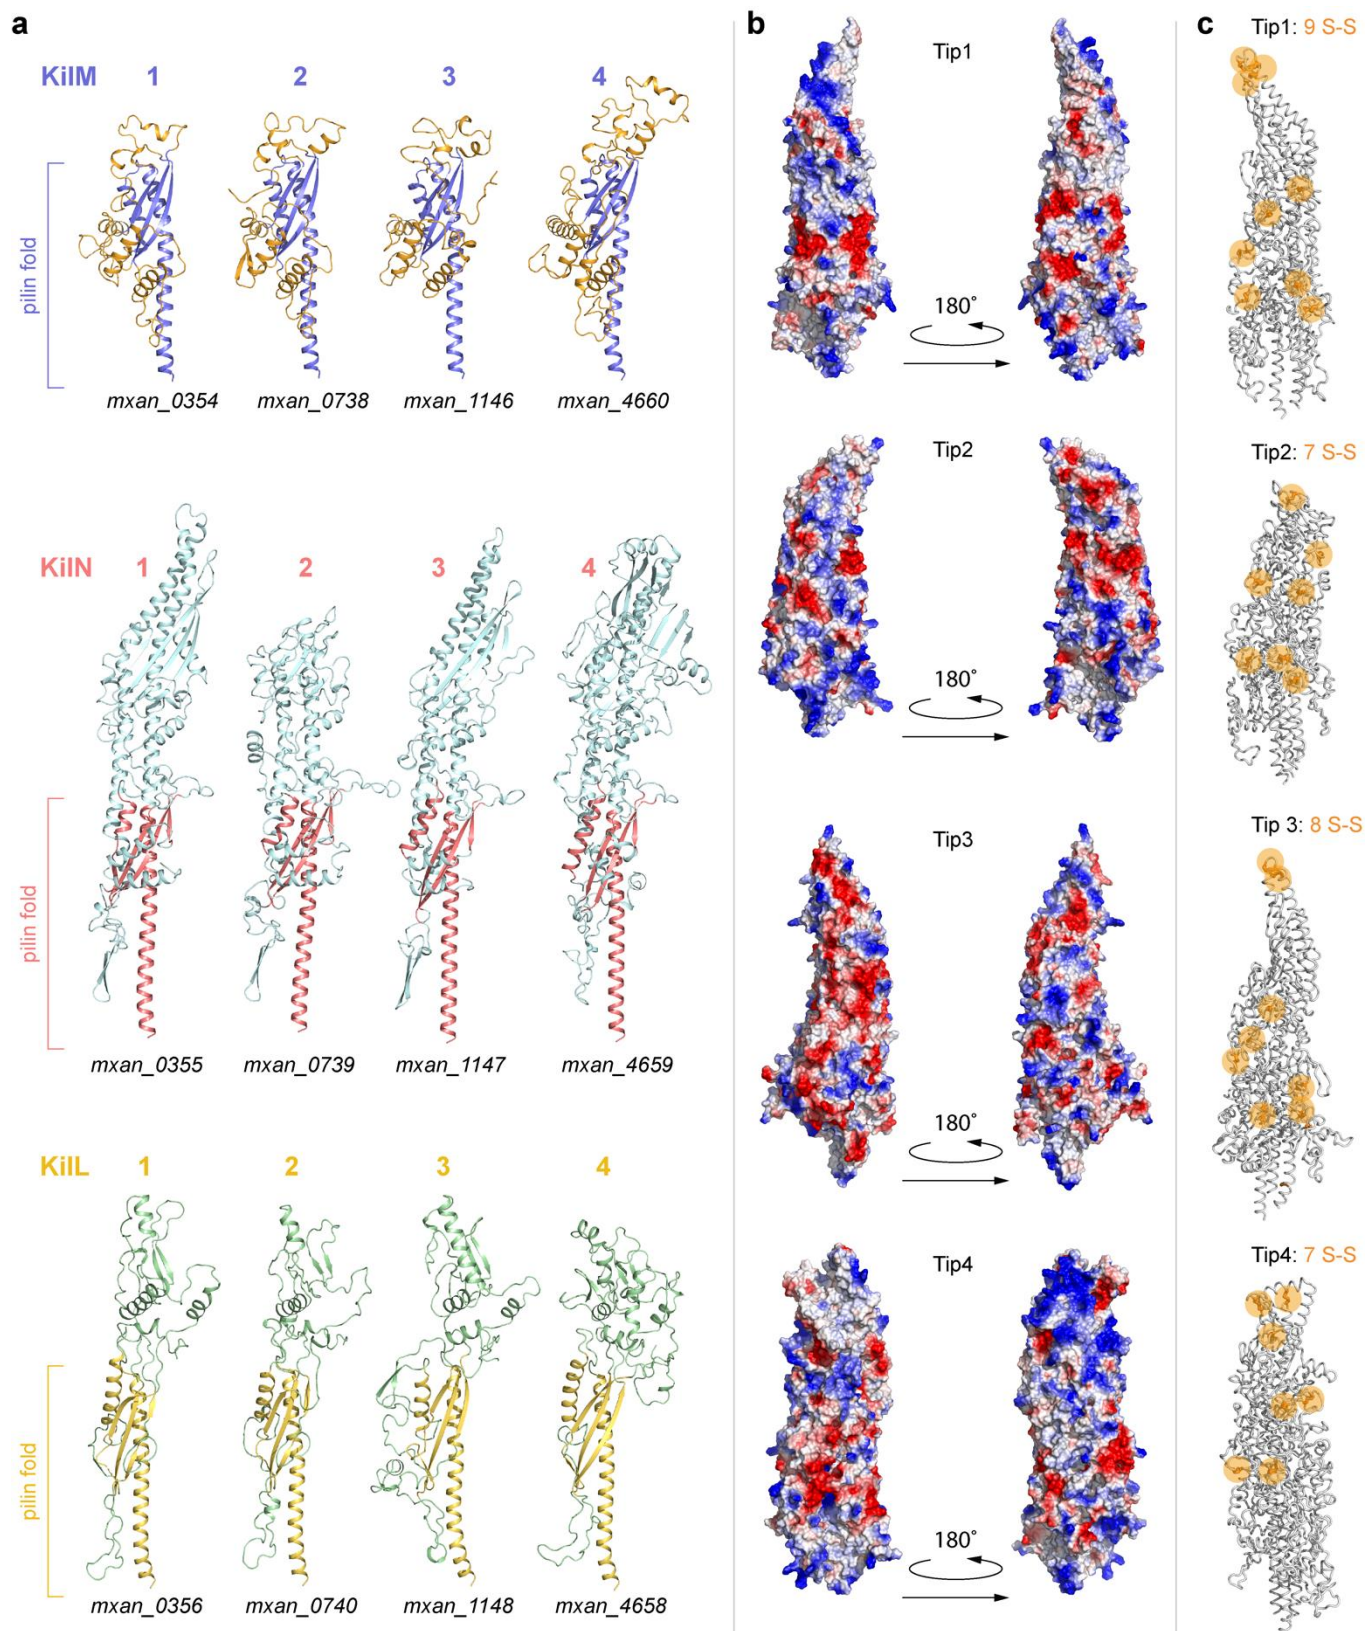 a
KilM 1 2 3 4
pilin fold
mxan_0354 mxan_0738 mxan_1146 mxan_4660
KilN 1 2 3 4
pilin fold
mxan_0355 mxan_0739 mxan_1147 mxan_4659
KilL 1 2 3 4
pilin fold
mxan_0356 mxan_0740 mxan_1148 mxan_4658
b
Tip1
180°
Tip2
180°
Tip3
180°
Tip4
180°
c
Tip1: 9 S-S
Tip2: 7 S-S
Tip 3: 8 S-S
Tip4: 7 S-S